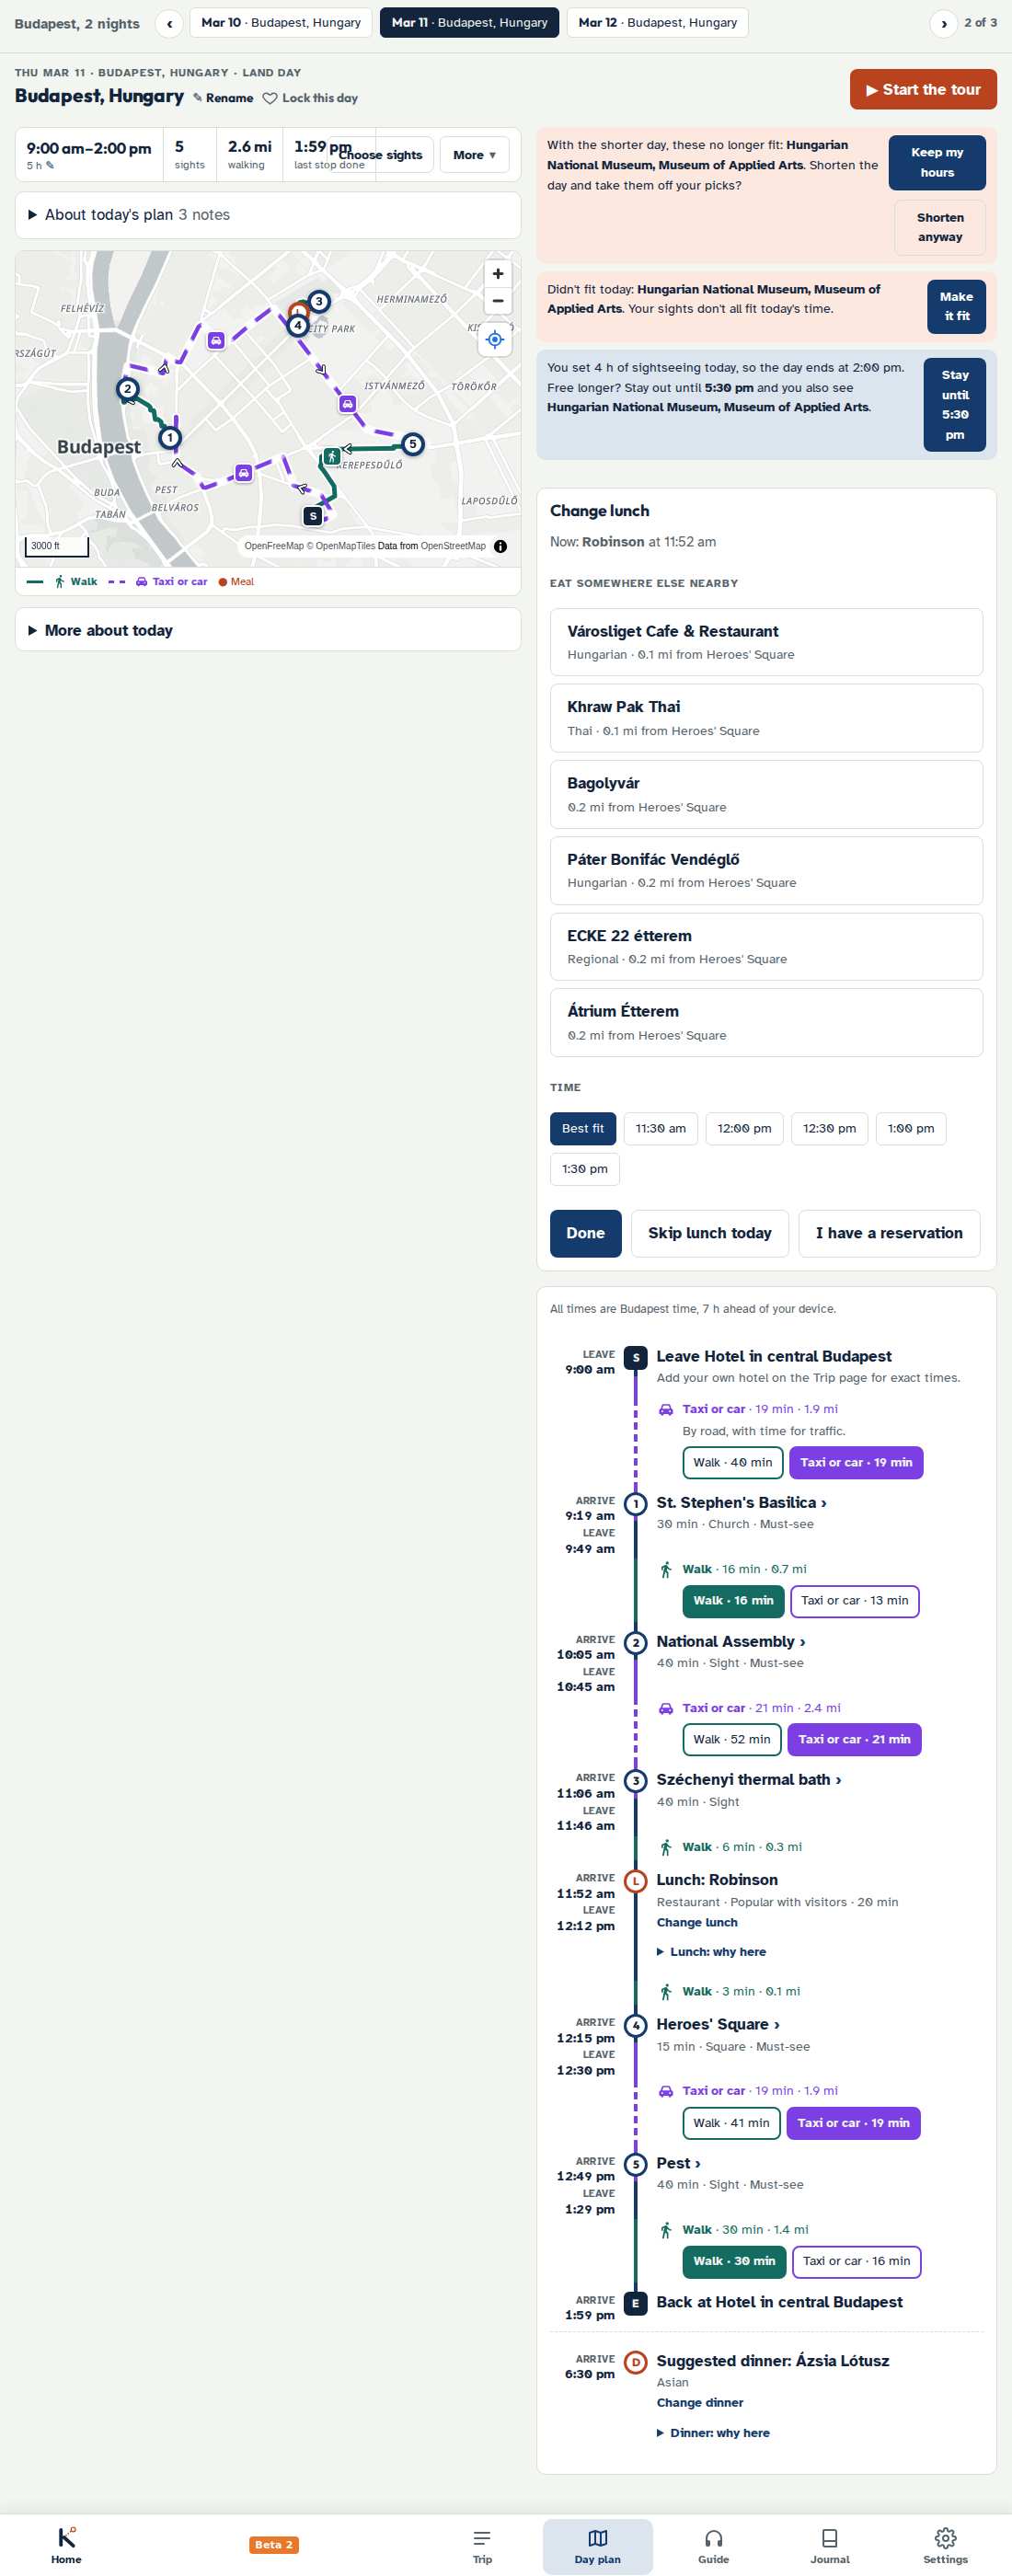 Budapest, 2 nights
‹
Mar 10 · Budapest, Hungary
Mar 11 · Budapest, Hungary
Mar 12 · Budapest, Hungary
›
2 of 3
THU MAR 11 · BUDAPEST, HUNGARY · LAND DAY
Budapest, Hungary ✎ Rename ♡ Lock this day
▶ Start the tour
9:00 am–2:00 pm
5 h ✎
5
sights
2.6 mi
walking
1:59 pm
last stop done
Choose sights
More ▼
▶ About today's plan 3 notes
FELHÉVÍZ
HERMINAMEZŐ
CITY PARK
RSZÁGÚT
ISTVÁNMEZŐ
TÖRÖKŐR
Budapest
KEREPESDŰLŐ
BUDA
PEST
TABÁN
BELVÁROS
LAPOSDŰLŐ
3
L
4
2
1
5
S
+
−
3000 ft
OpenFreeMap © OpenMapTiles Data from OpenStreetMap
Walk
Taxi or car
Meal
▶ More about today
With the shorter day, these no longer fit: Hungarian
National Museum, Museum of Applied Arts. Shorten the
day and take them off your picks?
Keep my
hours
Shorten
anyway
Didn't fit today: Hungarian National Museum, Museum of
Applied Arts. Your sights don't all fit today's time.
Make
it fit
You set 4 h of sightseeing today, so the day ends at 2:00 pm.
Free longer? Stay out until 5:30 pm and you also see
Hungarian National Museum, Museum of Applied Arts.
Stay
until
5:30
pm
Change lunch
Now: Robinson at 11:52 am
EAT SOMEWHERE ELSE NEARBY
Városliget Cafe & Restaurant
Hungarian · 0.1 mi from Heroes' Square
Khraw Pak Thai
Thai · 0.1 mi from Heroes' Square
Bagolyvár
0.2 mi from Heroes' Square
Páter Bonifác Vendéglő
Hungarian · 0.2 mi from Heroes' Square
ECKE 22 étterem
Regional · 0.2 mi from Heroes' Square
Átrium Étterem
0.2 mi from Heroes' Square
TIME
Best fit
11:30 am
12:00 pm
12:30 pm
1:00 pm
1:30 pm
Done
Skip lunch today
I have a reservation
All times are Budapest time, 7 h ahead of your device.
LEAVE
9:00 am
S
Leave Hotel in central Budapest
Add your own hotel on the Trip page for exact times.
Taxi or car · 19 min · 1.9 mi
By road, with time for traffic.
Walk · 40 min
Taxi or car · 19 min
ARRIVE
9:19 am
LEAVE
9:49 am
1
St. Stephen's Basilica ›
30 min · Church · Must-see
Walk · 16 min · 0.7 mi
Walk · 16 min
Taxi or car · 13 min
ARRIVE
10:05 am
LEAVE
10:45 am
2
National Assembly ›
40 min · Sight · Must-see
Taxi or car · 21 min · 2.4 mi
Walk · 52 min
Taxi or car · 21 min
ARRIVE
11:06 am
LEAVE
11:46 am
3
Széchenyi thermal bath ›
40 min · Sight
Walk · 6 min · 0.3 mi
ARRIVE
11:52 am
LEAVE
12:12 pm
L
Lunch: Robinson
Restaurant · Popular with visitors · 20 min
Change lunch
▶ Lunch: why here
Walk · 3 min · 0.1 mi
ARRIVE
12:15 pm
LEAVE
12:30 pm
4
Heroes' Square ›
15 min · Square · Must-see
Taxi or car · 19 min · 1.9 mi
Walk · 41 min
Taxi or car · 19 min
ARRIVE
12:49 pm
LEAVE
1:29 pm
5
Pest ›
40 min · Sight · Must-see
Walk · 30 min · 1.4 mi
Walk · 30 min
Taxi or car · 16 min
ARRIVE
1:59 pm
E
Back at Hotel in central Budapest
ARRIVE
6:30 pm
D
Suggested dinner: Ázsia Lótusz
Asian
Change dinner
▶ Dinner: why here
Home
Beta 2
Trip
Day plan
Guide
Journal
Settings